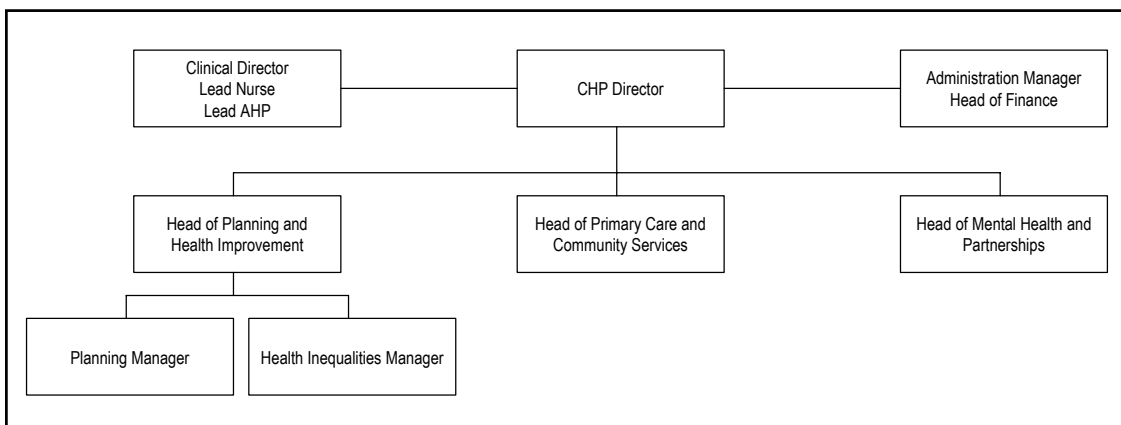 Clinical Director
Lead Nurse
Lead AHP
CHP Director
Administration Manager
Head of Finance
Head of Planning and
Health Improvement
Head of Primary Care and
Community Services
Head of Mental Health and
Partnerships
Planning Manager
Health Inequalities Manager